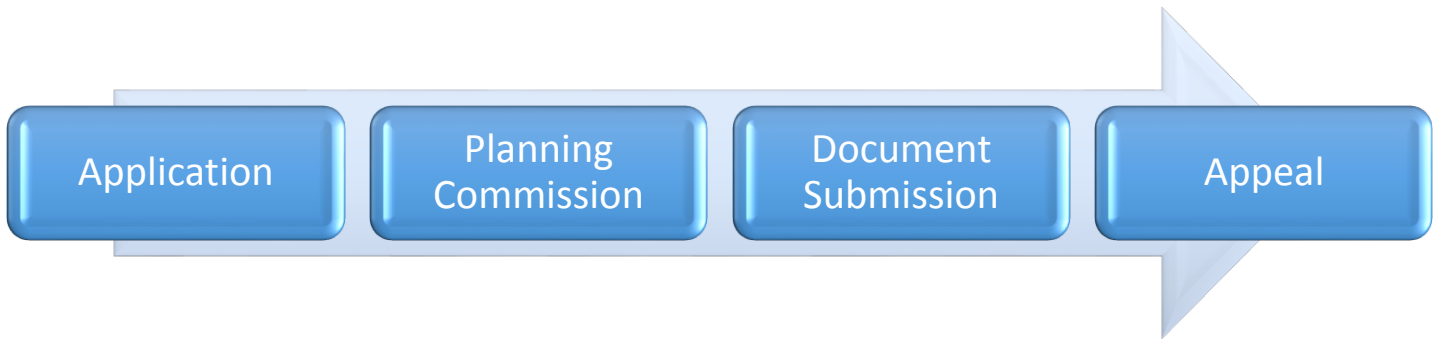 Application
Planning
Commission
Document
Submission
Appeal